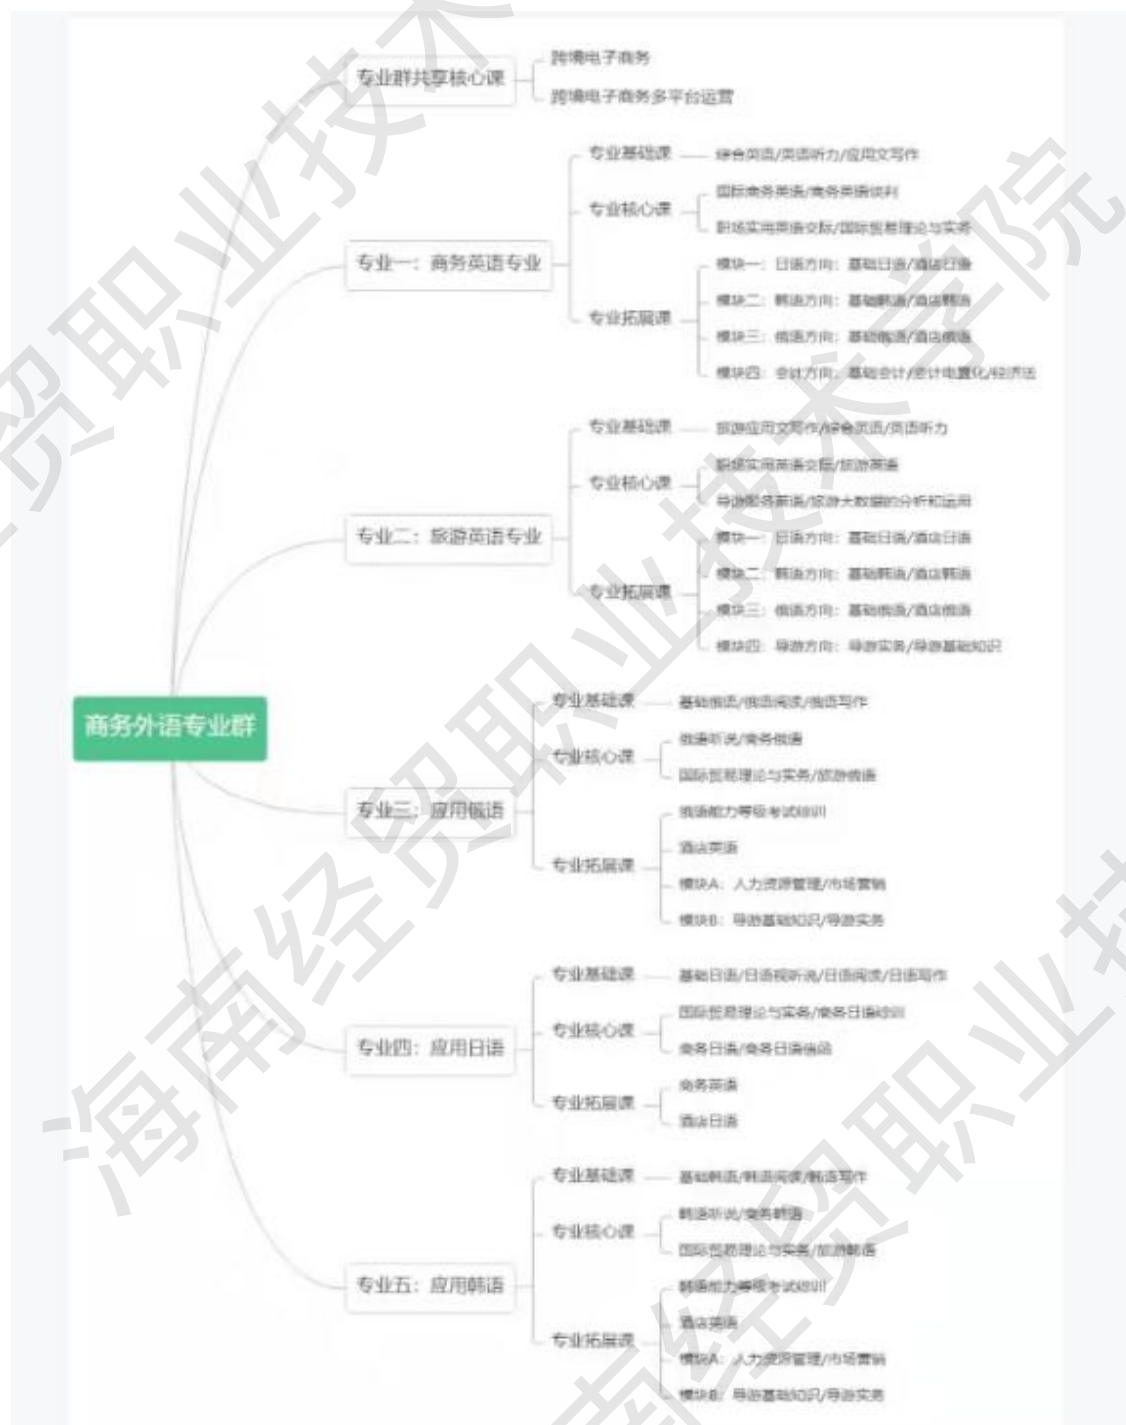 专业群共享核心课
跨境电子商务
跨境电子商务多平台运营
专业一：商务英语专业
专业基础课
综合英语/英语听力/应用文写作
专业核心课
国际商务英语/商务英语谈判
职场实用英语交际/国际贸易理论与实务
专业拓展课
模块一：日语方向：基础日语/酒店日语
模块二：韩语方向：基础韩语/酒店韩语
模块三：俄语方向：基础俄语/酒店俄语
模块四：会计方向：基础会计/会计电算化/经济法
专业二：旅游英语专业
专业基础课
旅游应用文写作/综合英语/英语听力
专业核心课
职场实用英语交际/旅游英语
导游服务英语/旅游大数据的分析和运用
专业拓展课
模块一：日语方向：基础日语/酒店日语
模块二：韩语方向：基础韩语/酒店韩语
模块三：俄语方向：基础俄语/酒店俄语
模块四：导游方向：导游实务/导游基础知识
商务外语专业群
专业三：应用俄语
专业基础课
基础俄语/俄语阅读/俄语写作
专业核心课
俄语听说/商务俄语
国际贸易理论与实务/旅游俄语
专业拓展课
俄语能力等级考试培训
酒店英语
模块A：人力资源管理/市场营销
模块B：导游基础知识/导游实务
专业四：应用日语
专业基础课
基础日语/日语视听说/日语阅读/日语写作
专业核心课
国际贸易理论与实务/商务日语综训
商务日语/商务日语信函
专业拓展课
商务英语
酒店日语
专业五：应用韩语
专业基础课
基础韩语/韩语阅读/韩语写作
专业核心课
韩语听说/商务韩语
国际贸易理论与实务/旅游韩语
专业拓展课
韩语能力等级考试培训
酒店英语
模块A：人力资源管理/市场营销
模块B：导游基础知识/导游实务
海南经贸职业技术学院